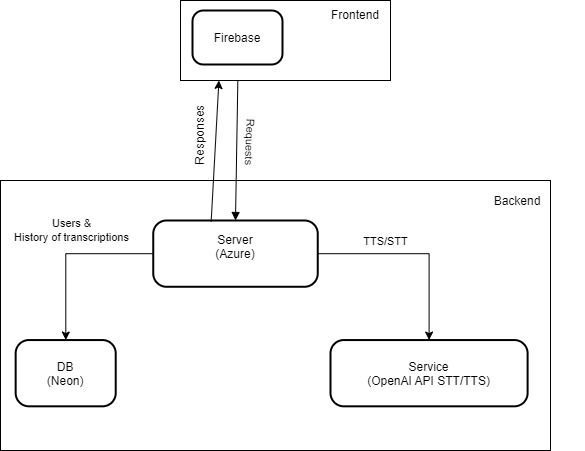 Frontend
Firebase
Responses
Requests
Backend
Users &
History of transcriptions
Server
(Azure)
TTS/STT
DB
(Neon)
Service
(OpenAI API STT/TTS)